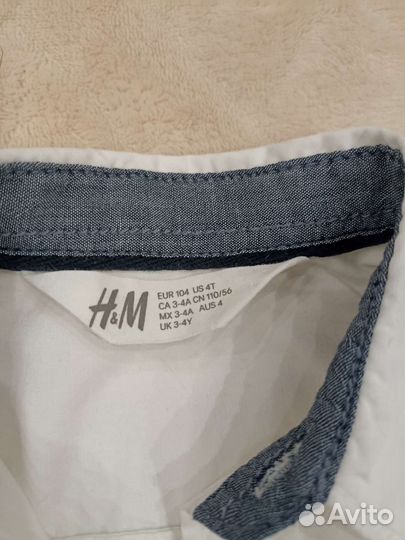 H&M
EUR 104 US 4T
CA 3-4A CN 110/56
MX 3-4A AUS 4
UK 3-4Y
Avito